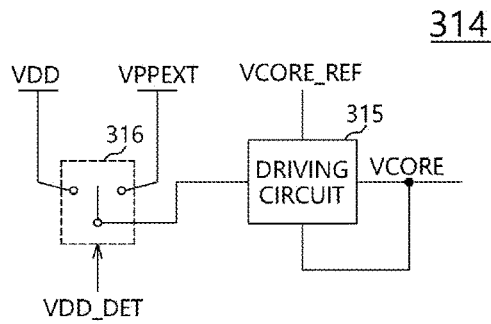 314
VDD
VPPEXT
VCORE_REF
316
315
DRIVING
CIRCUIT
VCORE
VDD_DET